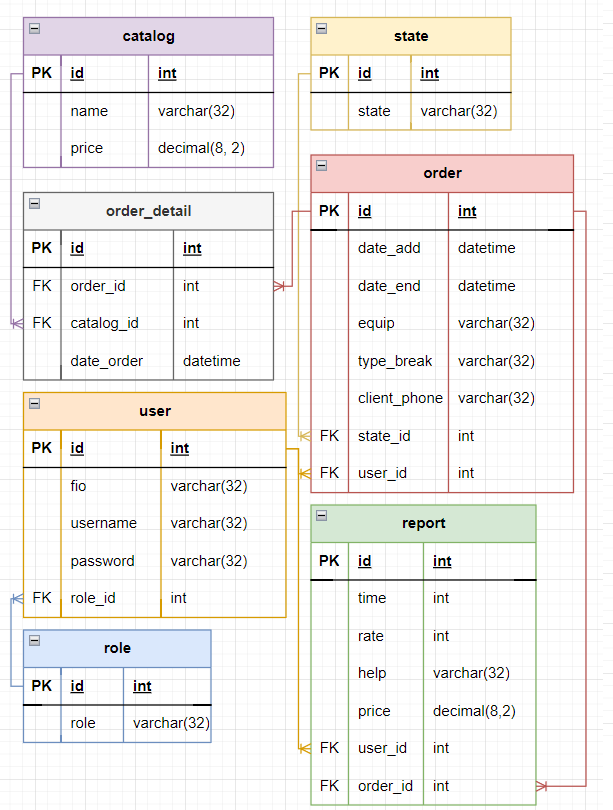 catalog
PK id int
name varchar(32)
price decimal(8, 2)
state
PK id int
state varchar(32)
order_detail
PK id int
FK order_id int
FK catalog_id int
date_order datetime
order
PK id int
date_add datetime
date_end datetime
equip varchar(32)
type_break varchar(32)
client_phone varchar(32)
FK state_id int
FK user_id int
user
PK id int
fio varchar(32)
username varchar(32)
password varchar(32)
FK role_id int
report
PK id int
time int
rate int
help varchar(32)
price decimal(8,2)
FK user_id int
FK order_id int
role
PK id int
role varchar(32)